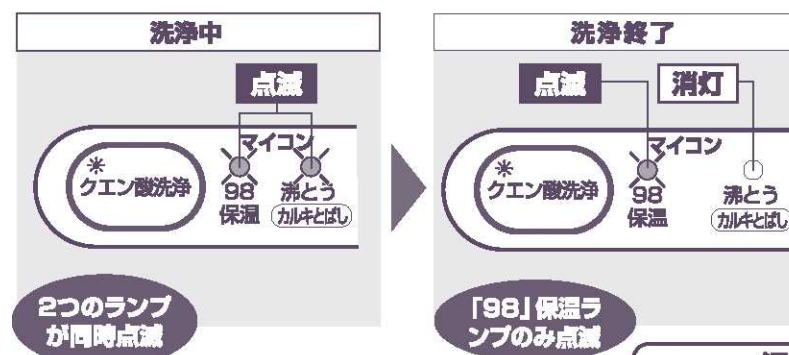 洗浄中
点滅
マイコン
クエン酸洗浄
98
保温
沸とう
カルキとばし
2つのランプ
が同時点滅
洗浄終了
点滅
消灯
マイコン
クエン酸洗浄
98
保温
沸とう
カルキとばし
「98」保温ラ
ンプのみ点滅